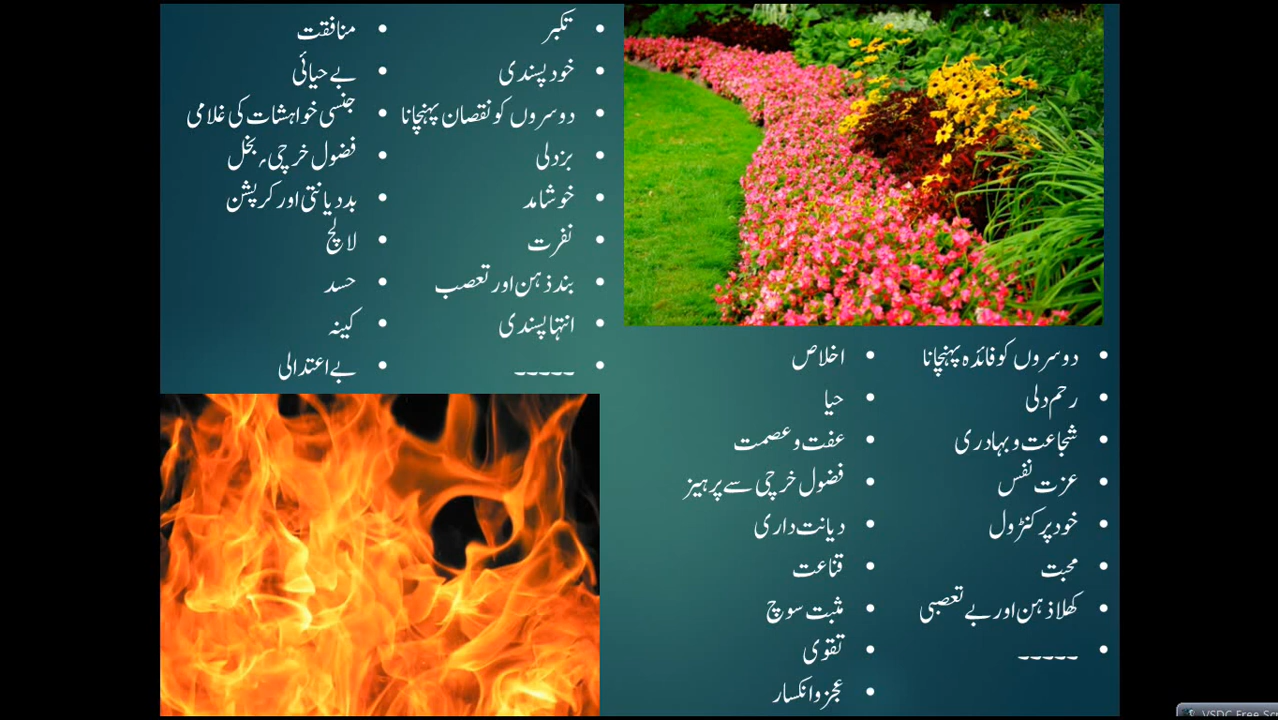 تکبر
خود پسندی
دوسروں کو نقصان پہنچانا
بزدلی
خوشامد
نفرت
بند ذہن اور تعصب
انتہا پسندی
-----
منافقت
بے حیائی
جنسی خواہشات کی غلامی
فضول خرچی، بخل
بددیانتی اور کرپشن
لالچ
حسد
کینہ
بے اعتدالی
دوسروں کو فائدہ پہنچانا
رحم دلی
شجاعت و بہادری
عزت نفس
خود پر کنٹرول
محبت
کھلا ذہن اور بے تعصبی
-----
اخلاص
حیا
عفت و عصمت
فضول خرچی سے پرہیز
دیانت داری
قناعت
مثبت سوچ
تقوی
عجز و انکسار
VSDC Free